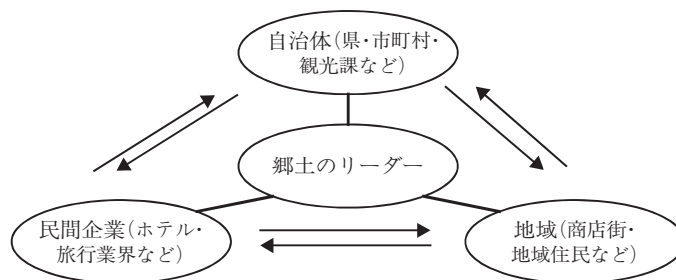 自治体(県・市町村・
観光課など)
郷土のリーダー
民間企業(ホテル・
旅行業界など)
地域(商店街・
地域住民など)